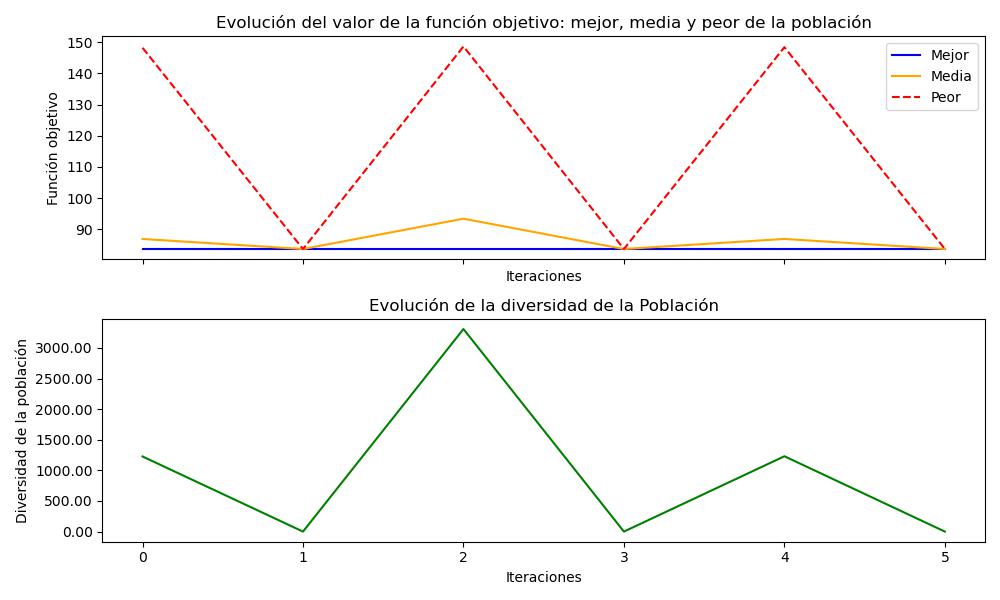 Evolución del valor de la función objetivo: mejor, media y peor de la población
150
140
130
120
110
100
90
Función objetivo
Mejor
Media
Peor
Iteraciones
Evolución de la diversidad de la Población
3000.00
2500.00
2000.00
1500.00
1000.00
500.00
0.00
Diversidad de la población
0 1 2 3 4 5
Iteraciones